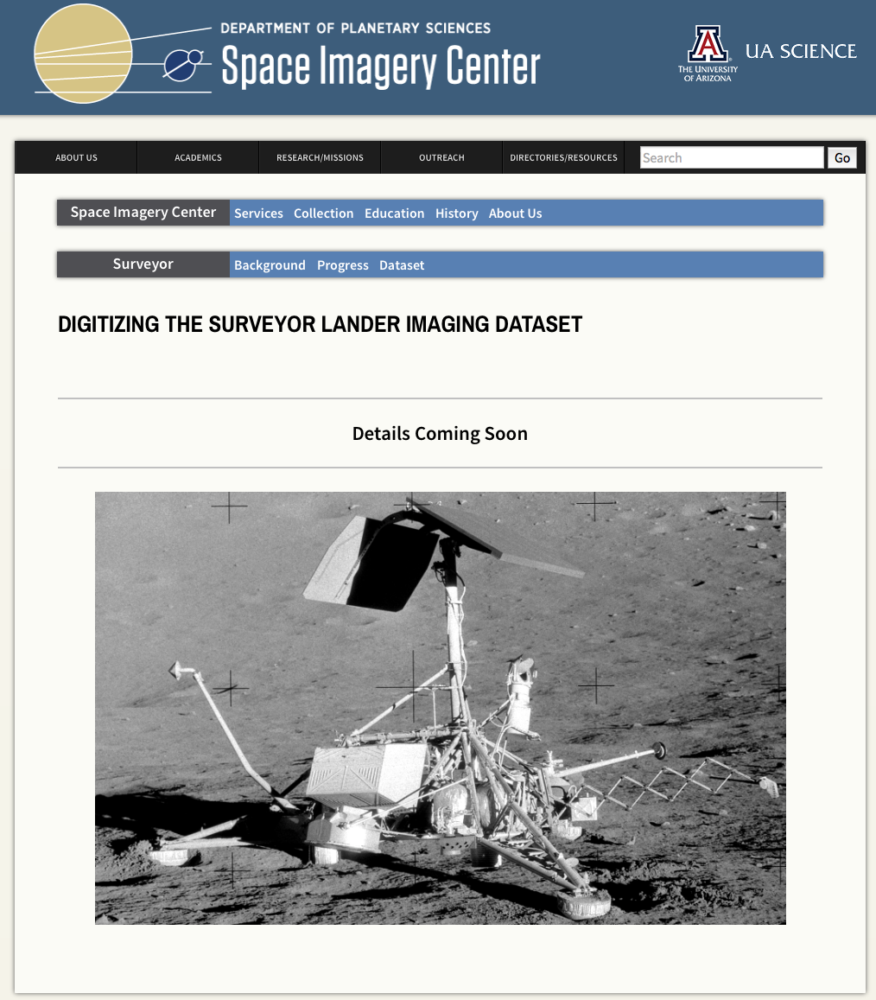 DEPARTMENT OF PLANETARY SCIENCES
Space Imagery Center
A
THE UNIVERSITY
OF ARIZONA
UA SCIENCE
ABOUT US
ACADEMICS
RESEARCH/MISSIONS
OUTREACH
DIRECTORIES/RESOURCES
Search
Go
Space Imagery Center Services Collection Education History About Us
Surveyor Background Progress Dataset
DIGITIZING THE SURVEYOR LANDER IMAGING DATASET
Details Coming Soon